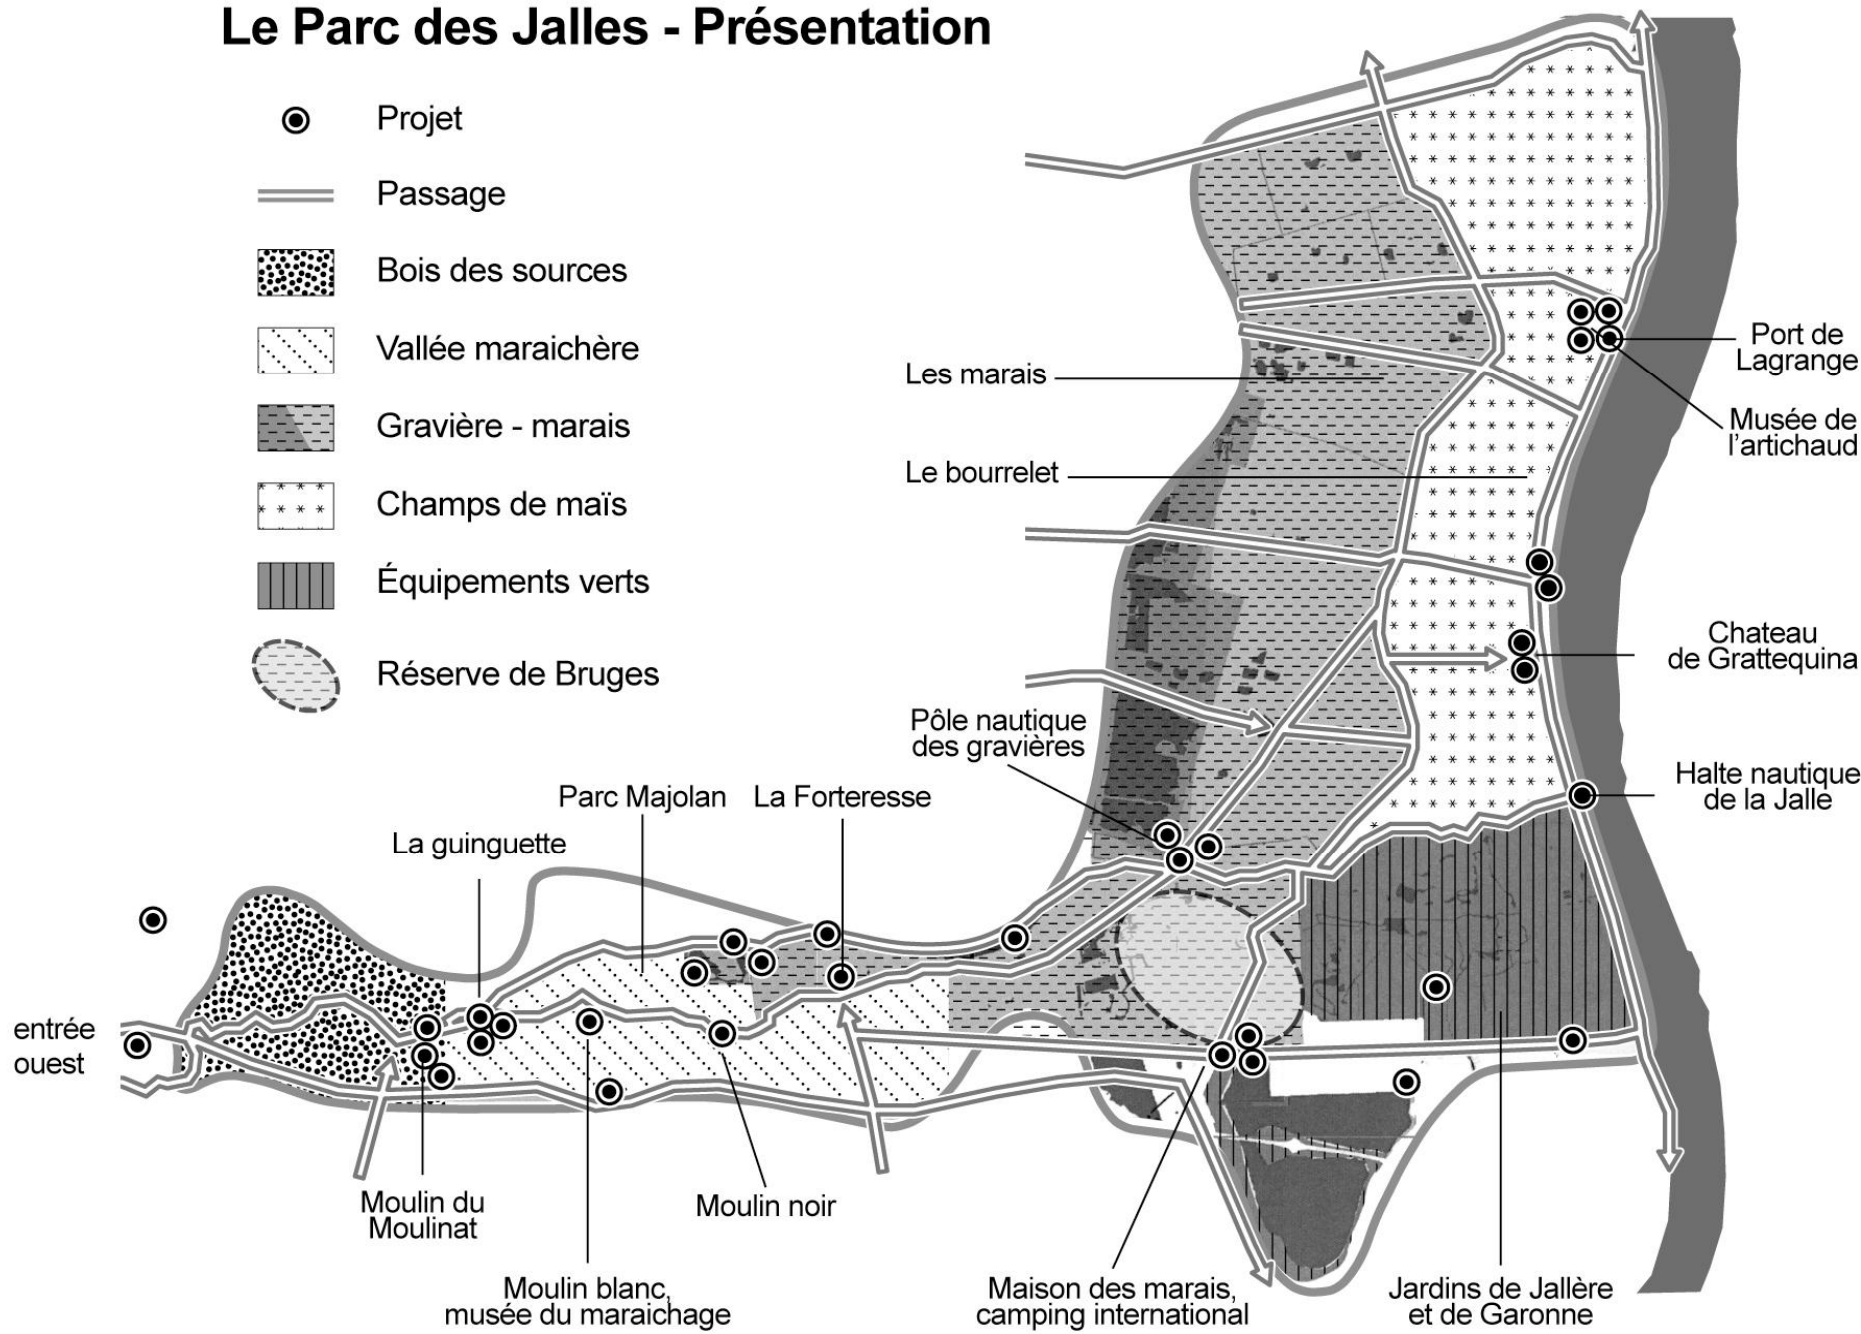 Le Parc des Jalles - Présentation
Projet
Passage
Bois des sources
Vallée maraichère
Gravière - marais
Champs de maïs
Équipements verts
Réserve de Bruges
Les marais
Le bourrelet
Port de
Lagrange
Musée de
l'artichaud
Chateau
de Grattequina
Halte nautique
de la Jalle
Pôle nautique
des gravières
Parc Majolan
La Forteresse
La guinguette
entrée
ouest
Moulin du
Moulinat
Moulin noir
Moulin blanc,
musée du maraichage
Maison des marais,
camping international
Jardins de Jallère
et de Garonne